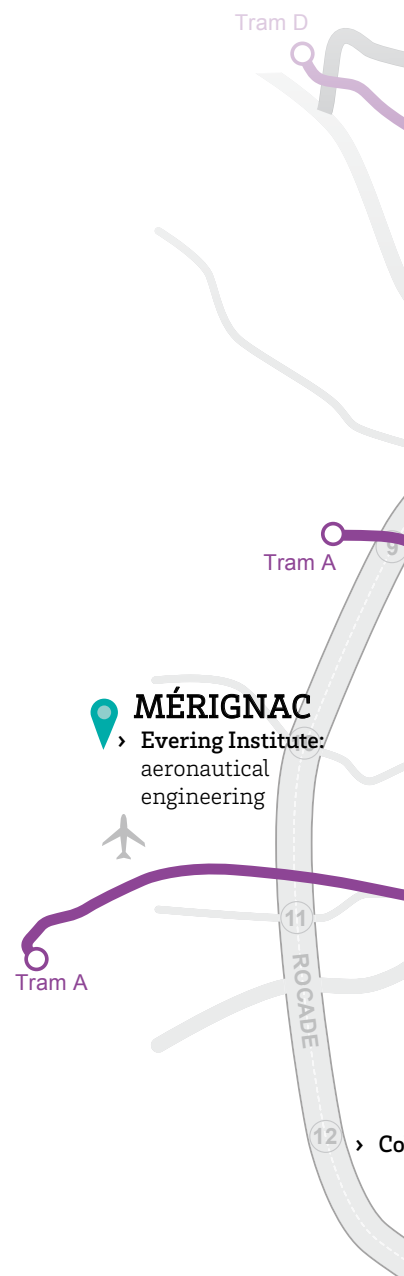 Tram D
9
Tram A
MÉRIGNAC
› Evering Institute:
aeronautical
engineering
11
Tram A
ROCADE
12
› Co